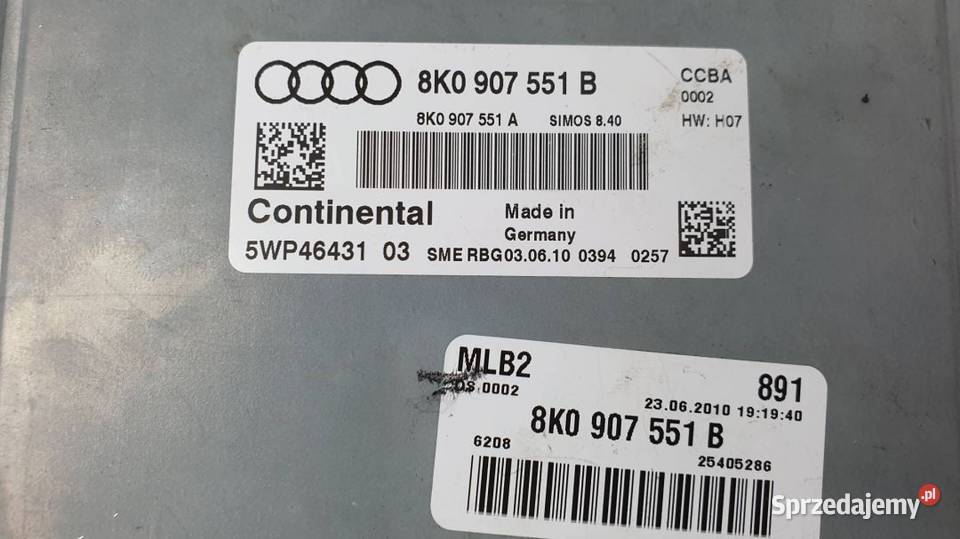 8K0 907 551 B
CCBA
0002
8K0 907 551 A SIMOS 8.40
HW: H07
Continental
Made in
Germany
5WP46431 03 SME RBG03.06.10 0394 0257
MLB2
891
OS 0002
23.06.2010 19:19:40
8K0 907 551 B
6208
25405286
Sprzedajemy.pl